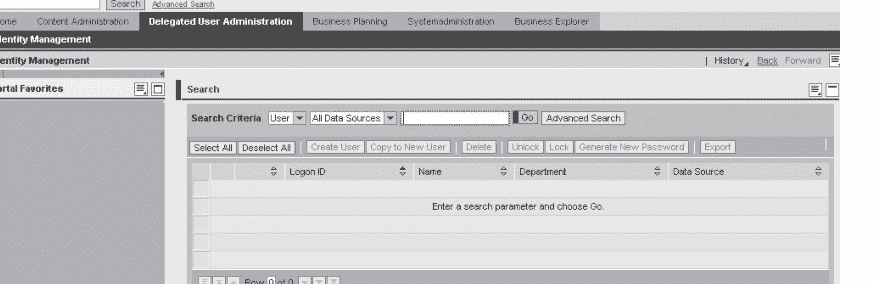 Search Advanced Search
ome Content Administration Delegated User Administration Business Planning Systemadministration Business Explorer
dentity Management
entity Management | History Back Forward
ortal Favorites Search
Search Criteria User All Data Sources Go Advanced Search
Select All Deselect All Create User Copy to New User Delete Unlock Lock Generate New Password Export
Logon ID Name Department Data Source
Enter a search parameter and choose Go.
Row 0 of 0